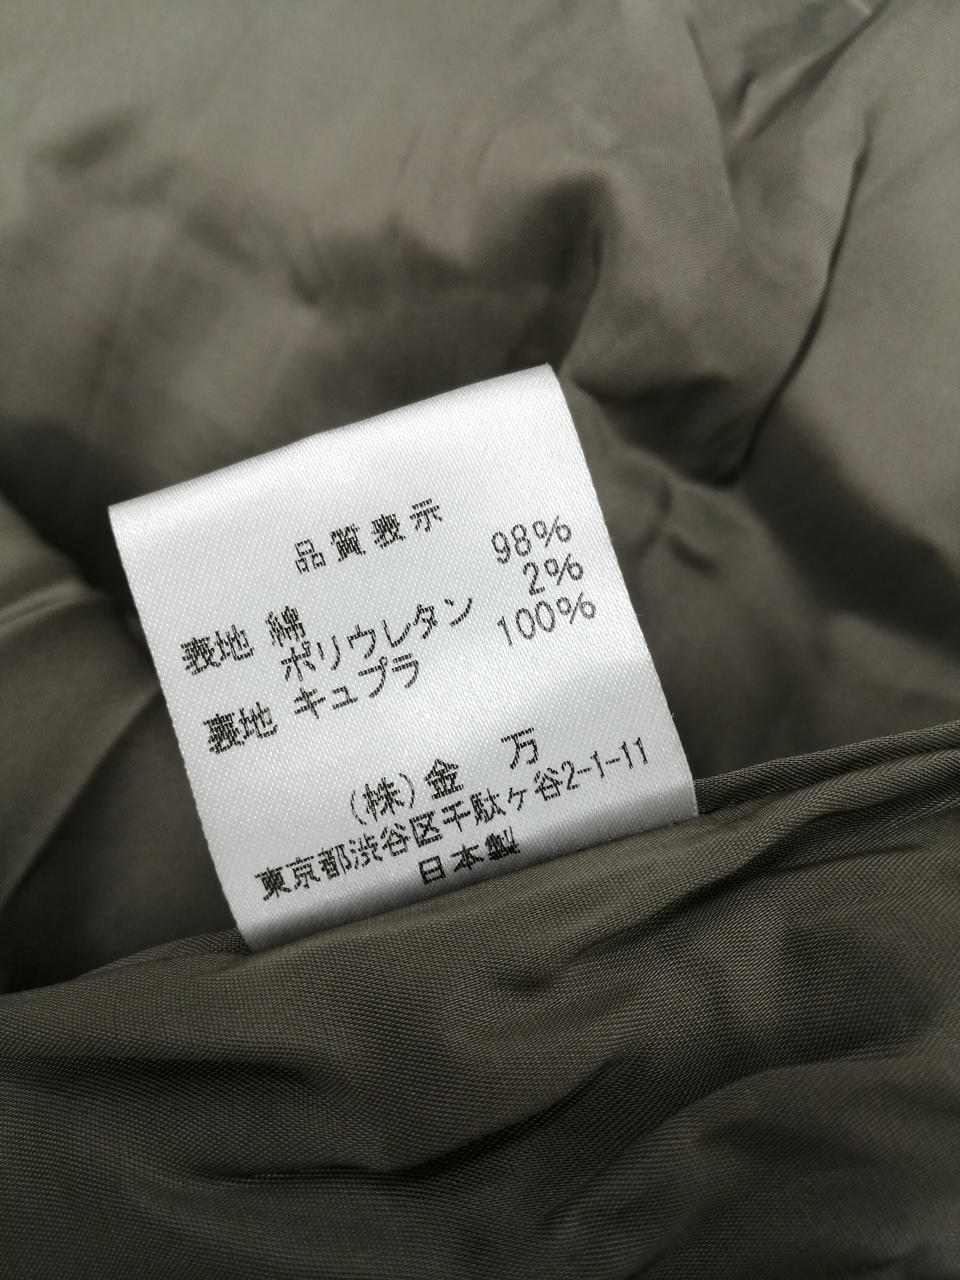 品質表示
表地 綿 98%
ポリウレタン 2%
裏地 キュプラ 100%
(株)金 万
東京都渋谷区千駄ヶ谷2-1-11
日本製